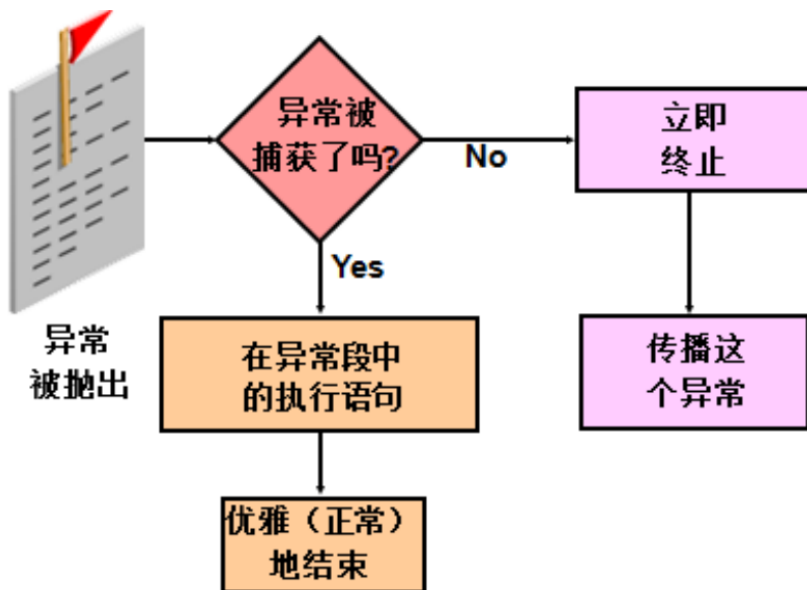 异常被
捕获了吗?
No
立即
终止
Yes
异常
被抛出
在异常段中
的执行语句
传播这
个异常
优雅（正常）
地结束